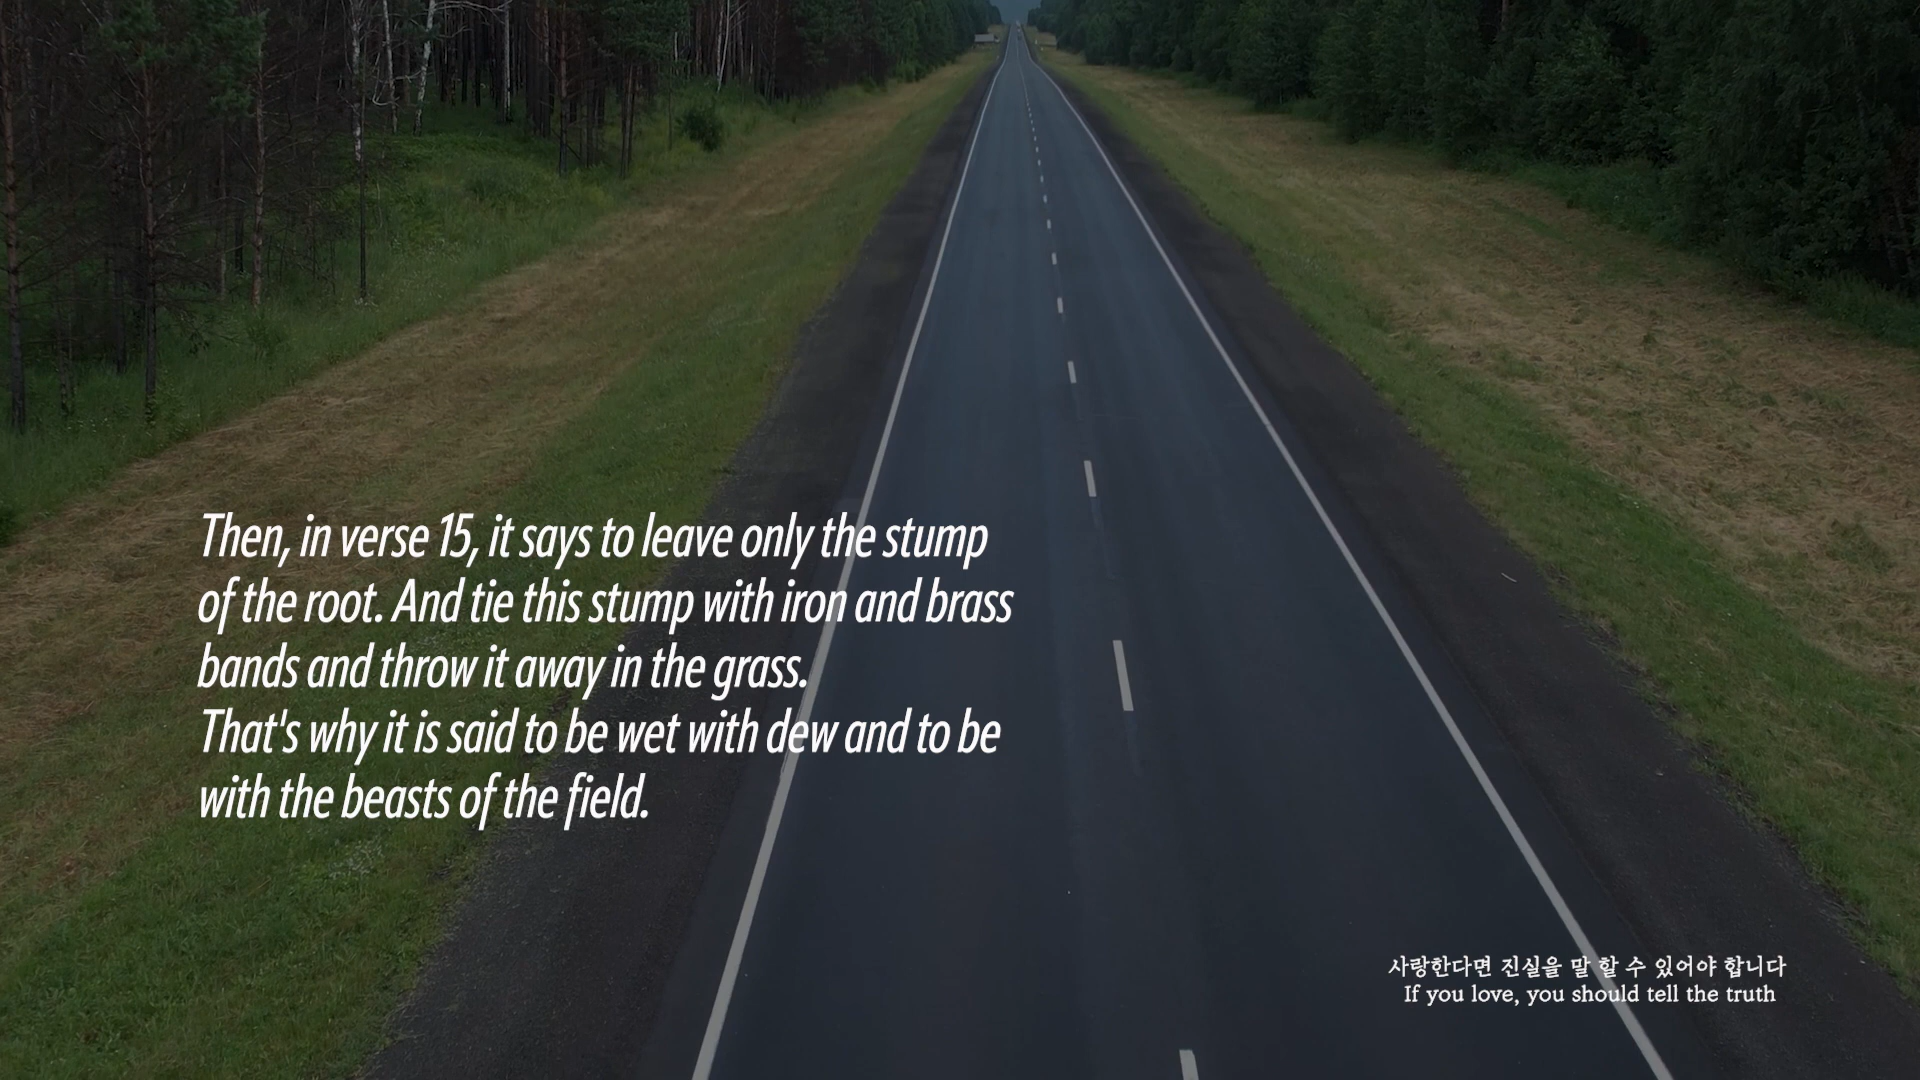 Then, in verse 15, it says to leave only the stump
of the root. And tie this stump with iron and brass
bands and throw it away in the grass.
That's why it is said to be wet with dew and to be
with the beasts of the field.
사랑한다면 진실을 말 할 수 있어야 합니다
If you love, you should tell the truth